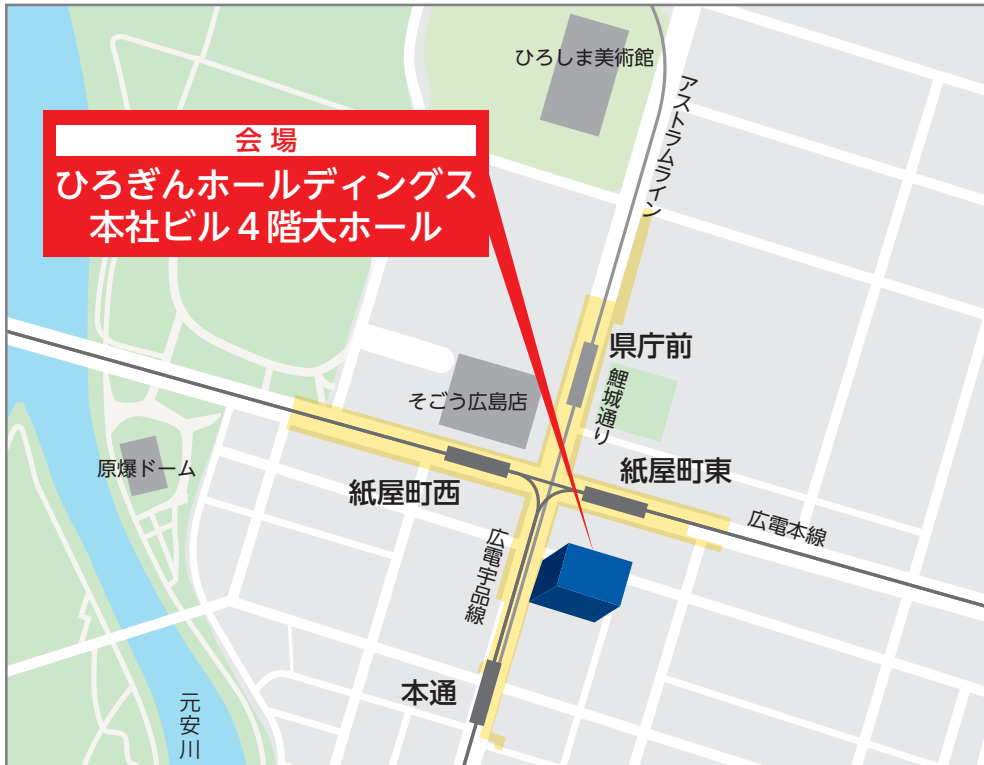 ひろしま美術館
アストラムライン
会場
ひろぎんホールディングス
本社ビル４階大ホール
県庁前
鯉城通り
そごう広島店
原爆ドーム
紙屋町西
紙屋町東
広電本線
広電宇品線
本通
元安川